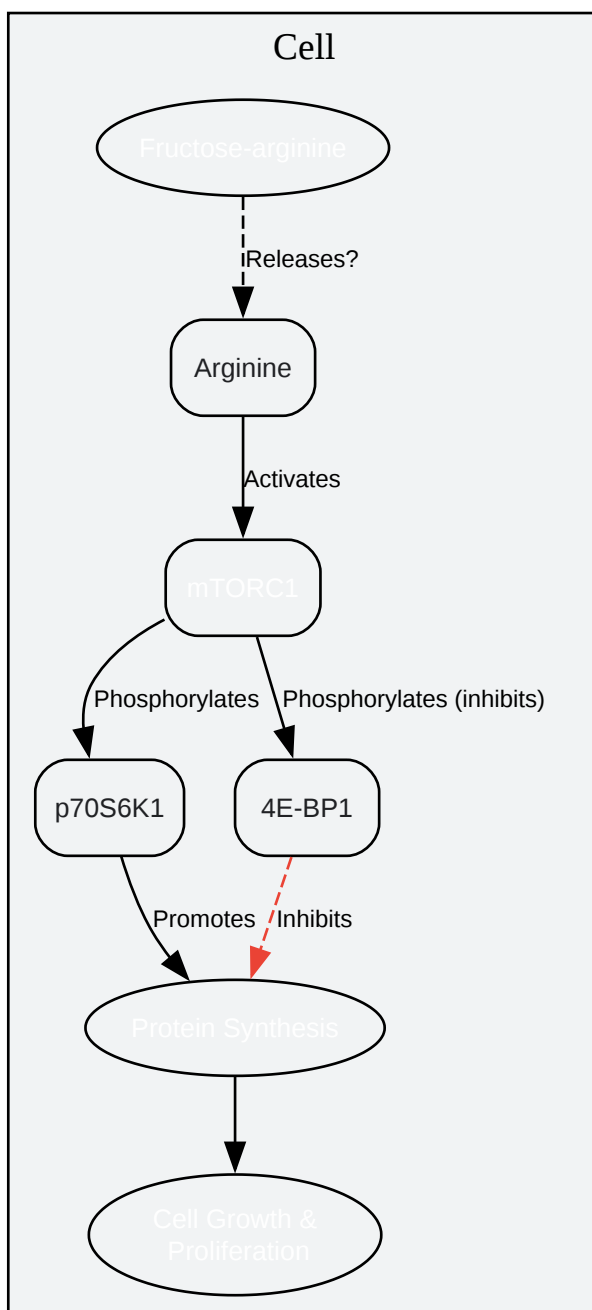 Cell
Fructose-arginine
Releases?
Arginine
Activates
mTORC1
Phosphorylates
Phosphorylates (inhibits)
p70S6K1
4E-BP1
Promotes
Inhibits
Protein Synthesis
Cell Growth &
Proliferation